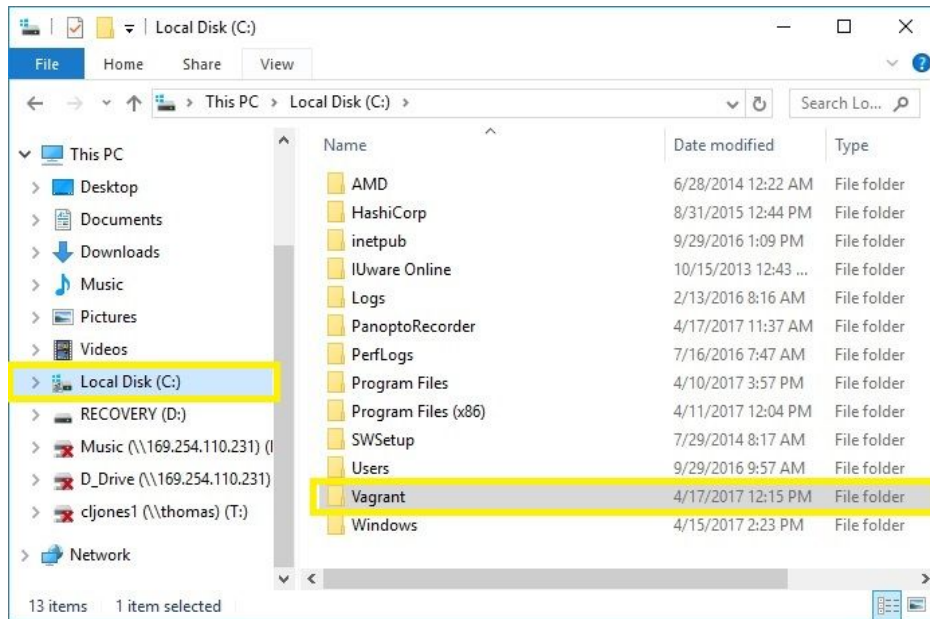 Local Disk (C:)
File Home Share View
This PC > Local Disk (C:) > Search Lo...
Name Date modified Type
This PC
Desktop
Documents
Downloads
Music
Pictures
Videos
Local Disk (C:)
RECOVERY (D:)
Music (\\169.254.110.231) (
D_Drive (\\169.254.110.231)
cljones1 (\\thomas) (T:)
Network
AMD 6/28/2014 12:22 AM File folder
HashiCorp 8/31/2015 12:44 PM File folder
inetpub 9/29/2016 1:09 PM File folder
IUware Online 10/15/2013 12:43 ... File folder
Logs 2/13/2016 8:16 AM File folder
PanoptoRecorder 4/17/2017 11:37 AM File folder
PerfLogs 7/16/2016 7:47 AM File folder
Program Files 4/10/2017 3:57 PM File folder
Program Files (x86) 4/11/2017 12:04 PM File folder
SWSetup 7/29/2014 8:17 AM File folder
Users 9/29/2016 9:57 AM File folder
Vagrant 4/17/2017 12:15 PM File folder
Windows 4/15/2017 2:23 PM File folder
13 items 1 item selected